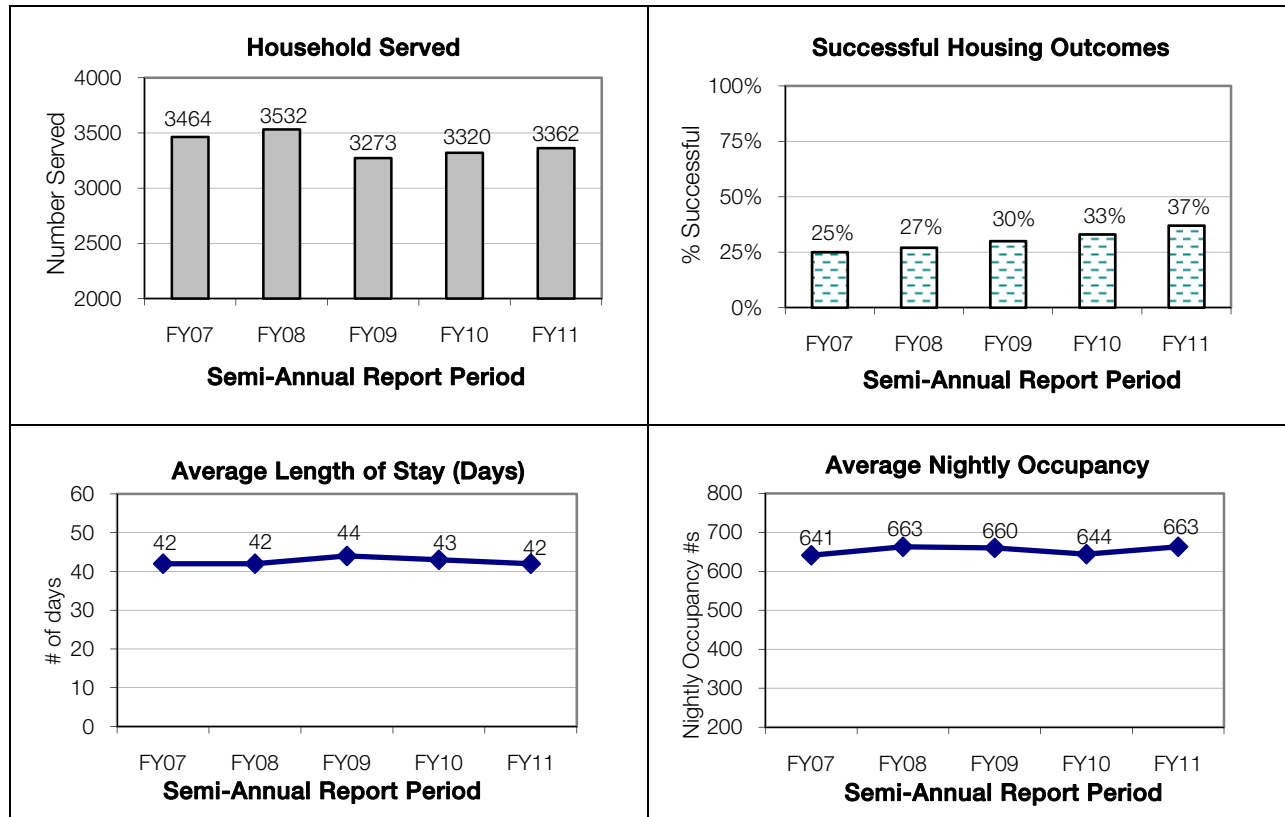 Household Served
4000
3500
3000
2500
2000
Number Served
3464
3532
3273
3320
3362
FY07 FY08 FY09 FY10 FY11
Semi-Annual Report Period
Successful Housing Outcomes
100%
75%
50%
25%
0%
% Successful
25%
27%
30%
33%
37%
FY07 FY08 FY09 FY10 FY11
Semi-Annual Report Period
Average Length of Stay (Days)
60
50
40
30
20
10
0
# of days
42
42
44
43
42
FY07 FY08 FY09 FY10 FY11
Semi-Annual Report Period
Average Nightly Occupancy
800
700
600
500
400
300
200
Nightly Occupancy #s
641
663
660
644
663
FY07 FY08 FY09 FY10 FY11
Semi-Annual Report Period